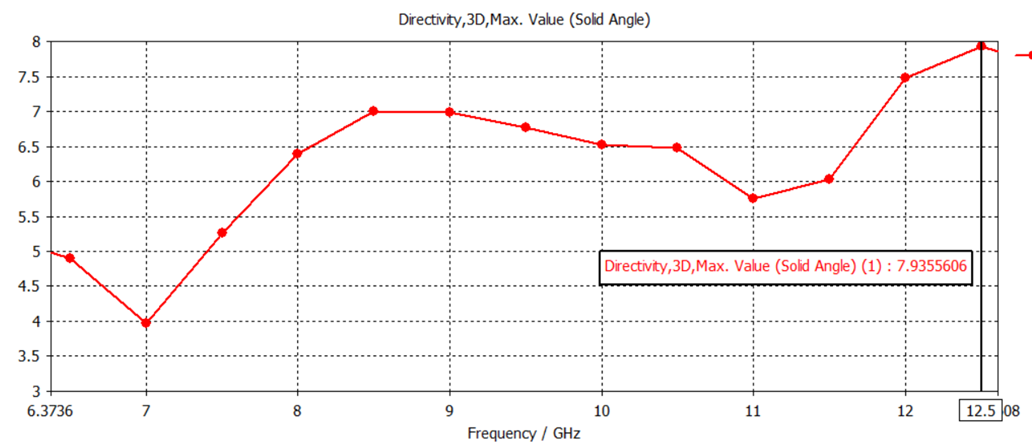 Directivity,3D,Max. Value (Solid Angle)
8
7.5
7
6.5
6
5.5
5
4.5
4
3.5
3
Directivity,3D,Max. Value (Solid Angle) (1) : 7.9355606
6.3736 7 8 9 10 11 12 12.5 08
Frequency / GHz